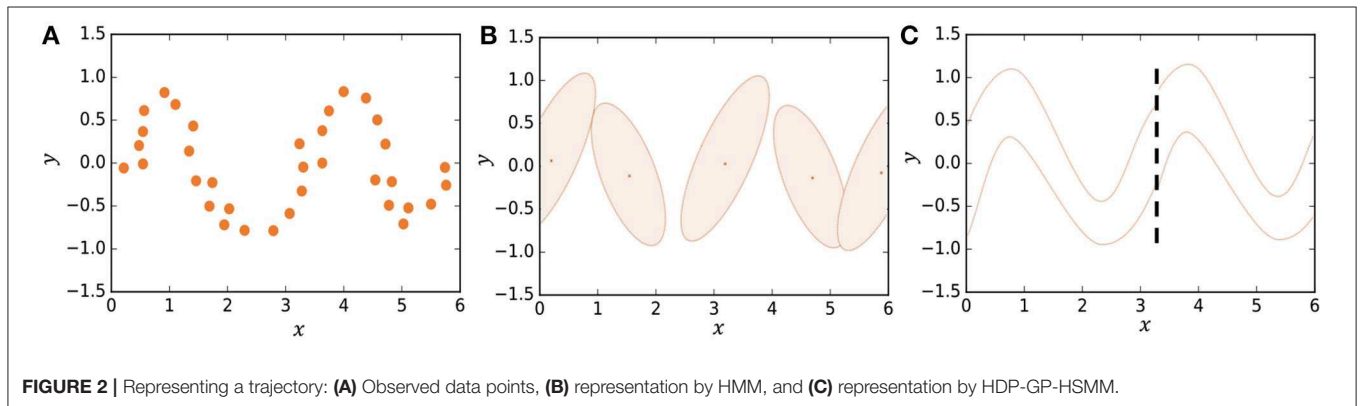 A
1.5
1.0
0.5
0.0
−0.5
−1.0
−1.5
y
0 1 2 3 4 5 6
x
B
1.5
1.0
0.5
0.0
−0.5
−1.0
−1.5
y
0 1 2 3 4 5 6
x
C
1.5
1.0
0.5
0.0
−0.5
−1.0
−1.5
y
0 1 2 3 4 5 6
x
FIGURE 2 | Representing a trajectory: (A) Observed data points, (B) representation by HMM, and (C) representation by HDP-GP-HSMM.